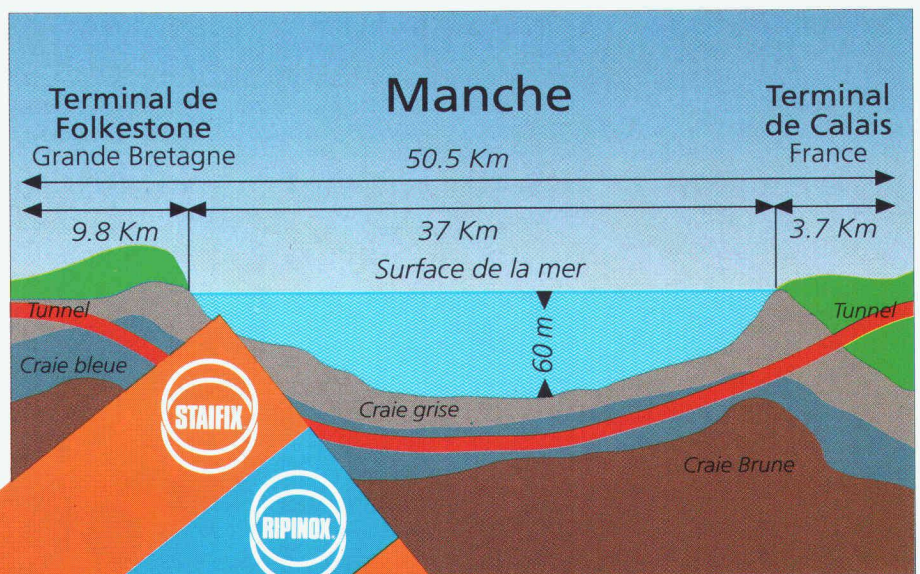 Manche
Terminal de
Folkestone
Grande Bretagne
Terminal
de Calais
France
50.5 Km
9.8 Km
37 Km
3.7 Km
Surface de la mer
60 m
Tunnel
Tunnel
Craie bleue
Craie grise
Craie Brune
STAIFIX
RIPINOX